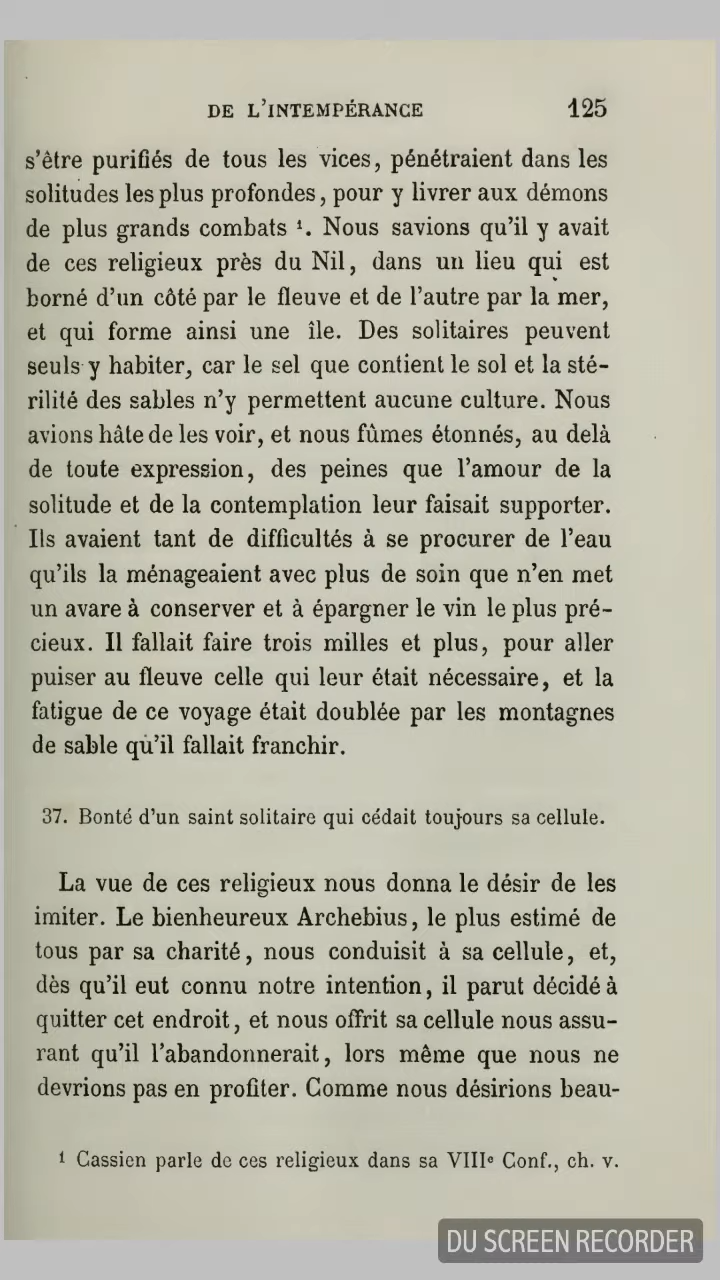 DE L'INTEMPÉRANCE 125
s'être purifiés de tous les vices, pénétraient dans les
solitudes les plus profondes, pour y livrer aux démons
de plus grands combats ¹. Nous savions qu'il y avait
de ces religieux près du Nil, dans un lieu qui est
borné d'un côté par le fleuve et de l'autre par la mer,
et qui forme ainsi une île. Des solitaires peuvent
seuls y habiter, car le sel que contient le sol et la sté-
rilité des sables n'y permettent aucune culture. Nous
avions hâte de les voir, et nous fûmes étonnés, au delà
de toute expression, des peines que l'amour de la
solitude et de la contemplation leur faisait supporter.
Ils avaient tant de difficultés à se procurer de l'eau
qu'ils la ménageaient avec plus de soin que n'en met
un avare à conserver et à épargner le vin le plus pré-
cieux. Il fallait faire trois milles et plus, pour aller
puiser au fleuve celle qui leur était nécessaire, et la
fatigue de ce voyage était doublée par les montagnes
de sable qu'il fallait franchir.
37. Bonté d'un saint solitaire qui cédait toujours sa cellule.
La vue de ces religieux nous donna le désir de les
imiter. Le bienheureux Archebius, le plus estimé de
tous par sa charité, nous conduisit à sa cellule, et,
dès qu'il eut connu notre intention, il parut décidé à
quitter cet endroit, et nous offrit sa cellule nous assu-
rant qu'il l'abandonnerait, lors même que nous ne
devrions pas en profiter. Comme nous désirions beau-
¹ Cassien parle de ces religieux dans sa VIIIᵉ Conf., ch. v.
DU SCREEN RECORDER